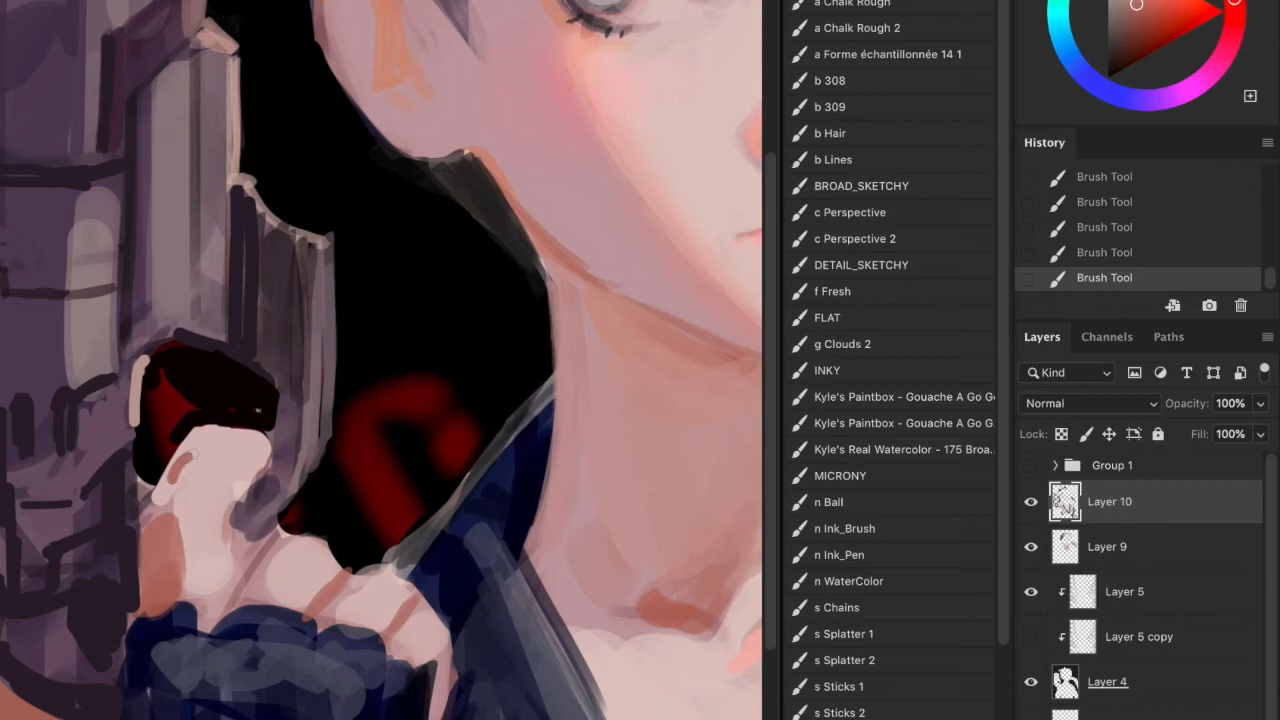 a Chalk Rough
a Chalk Rough 2
a Forme échantillonnée 14 1
b 308
b 309
b Hair
b Lines
BROAD_SKETCHY
c Perspective
c Perspective 2
DETAIL_SKETCHY
f Fresh
FLAT
g Clouds 2
INKY
Kyle's Paintbox - Gouache A Go G
Kyle's Paintbox - Gouache A Go G.
Kyle's Real Watercolor - 175 Broa...
MICRONY
n Ball
n Ink_Brush
n Ink_Pen
n WaterColor
s Chains
s Splatter 1
s Splatter 2
s Sticks 1
s Sticks 2
History
Brush Tool
Brush Tool
Brush Tool
Brush Tool
Brush Tool
Layers Channels Paths
Kind
Normal Opacity: 100%
Lock: Fill: 100%
Group 1
Layer 10
Layer 9
Layer 5
Layer 5 copy
Layer 4